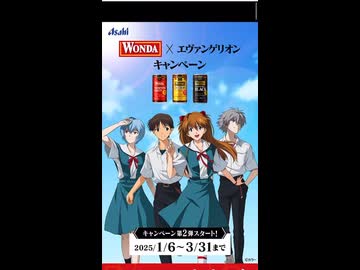 Asahi
WONDA × エヴァンゲリオン
キャンペーン
キャンペーン第2弾スタート!
2025/1/6～3/31まで
©カラー